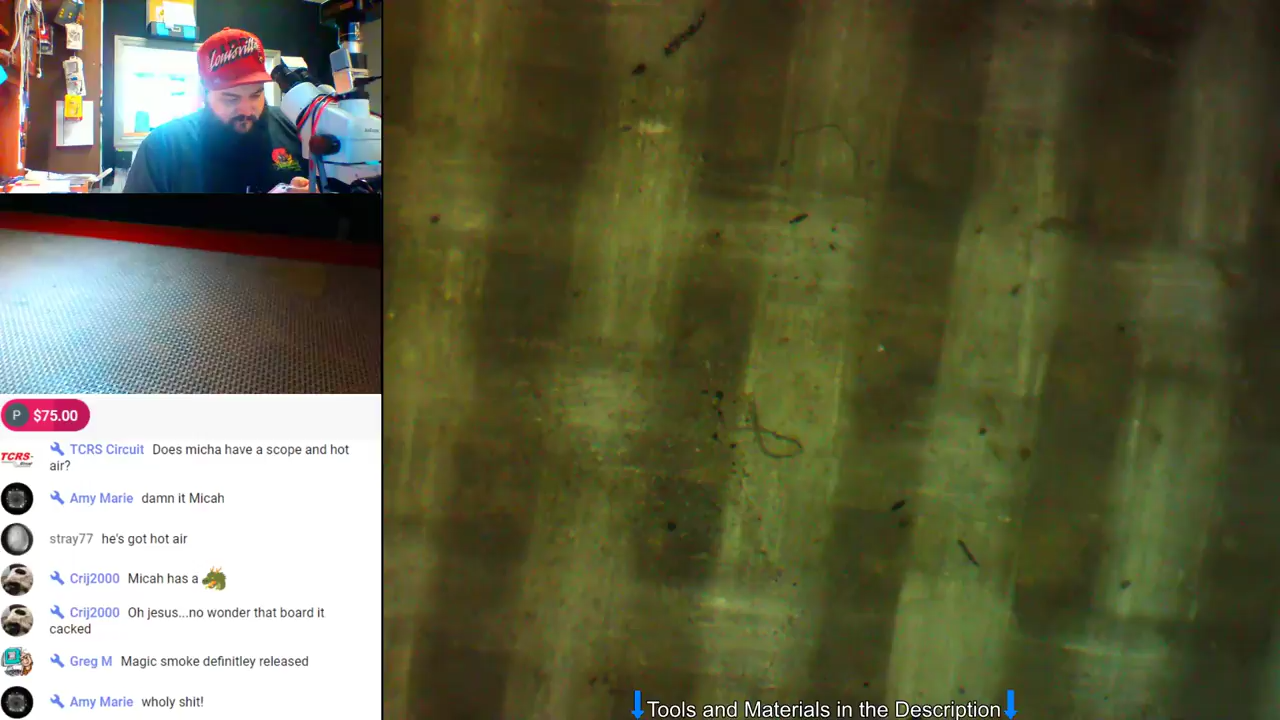 Louisville
P $75.00
TCRS Circuit Does micha have a scope and hot
air?
TCRS-
Amy Marie damn it Micah
stray77 he's got hot air
Crij2000 Micah has a
Crij2000 Oh jesus...no wonder that board it
cacked
Greg M Magic smoke definitley released
Amy Marie wholy shit!
Tools and Materials in the Description